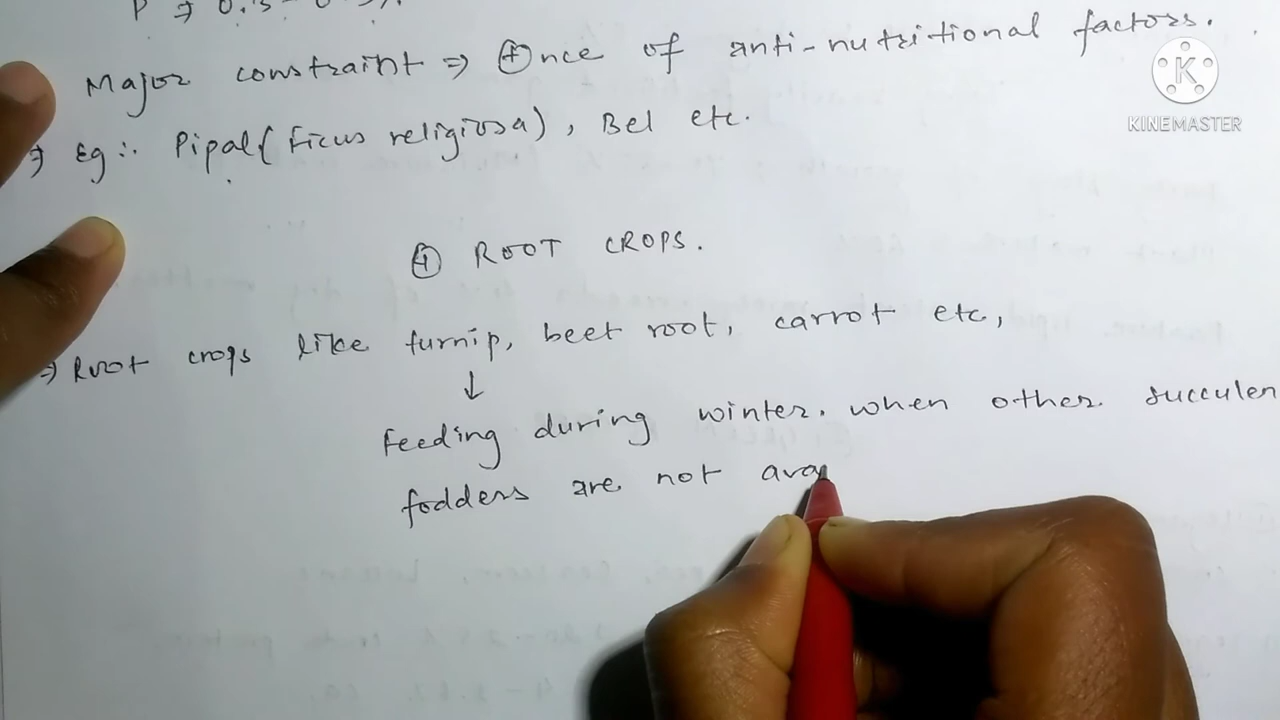 P ⇒ 0.
Major constraint ⇒ ⊕nce of anti-nutritional factors.
⇒ Eg:. Pipal (Ficus religiosa), Bel etc.
④ ROOT CROPS.
⇒ Root crops like turnip, beet root, carrot etc,
↓
Feeding during winter. when other succulen
fodders are not ava
K
KINEMASTER